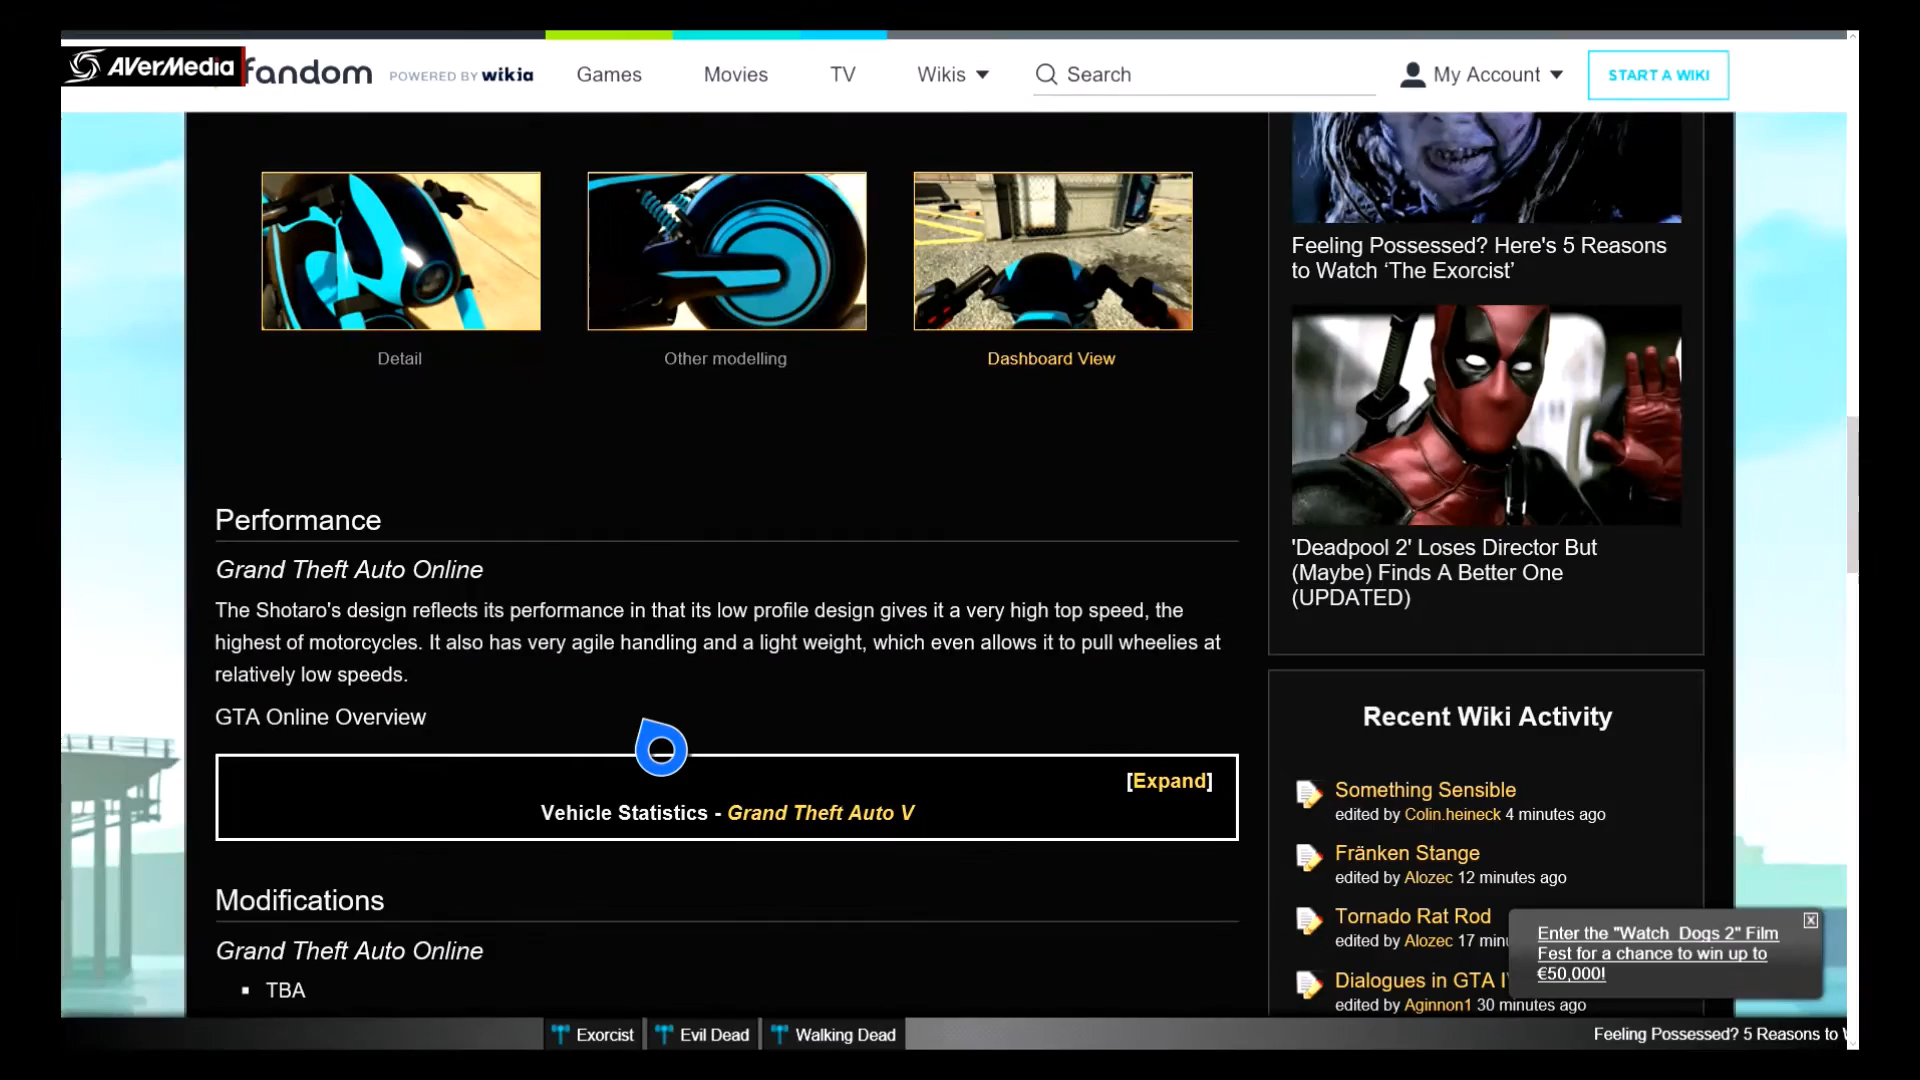 AVerMedia
fandom POWERED BY wikia Games Movies TV Wikis Search My Account START A WIKI
Detail
Other modelling
Dashboard View
Performance
Grand Theft Auto Online
The Shotaro's design reflects its performance in that its low profile design gives it a very high top speed, the
highest of motorcycles. It also has very agile handling and a light weight, which even allows it to pull wheelies at
relatively low speeds.
GTA Online Overview
[Expand]
Vehicle Statistics - Grand Theft Auto V
Modifications
Grand Theft Auto Online
▪ TBA
Feeling Possessed? Here's 5 Reasons
to Watch ‘The Exorcist’
'Deadpool 2' Loses Director But
(Maybe) Finds A Better One
(UPDATED)
Recent Wiki Activity
Something Sensible
edited by Colin.heineck 4 minutes ago
Fränken Stange
edited by Alozec 12 minutes ago
Tornado Rat Rod
edited by Alozec 17
Dialogues in GTA
edited by Aginnon1 30 minutes ago
Enter the "Watch_Dogs 2" Film
Fest for a chance to win up to
€50,000!
Exorcist Evil Dead Walking Dead
Feeling Possessed? 5 Reasons to